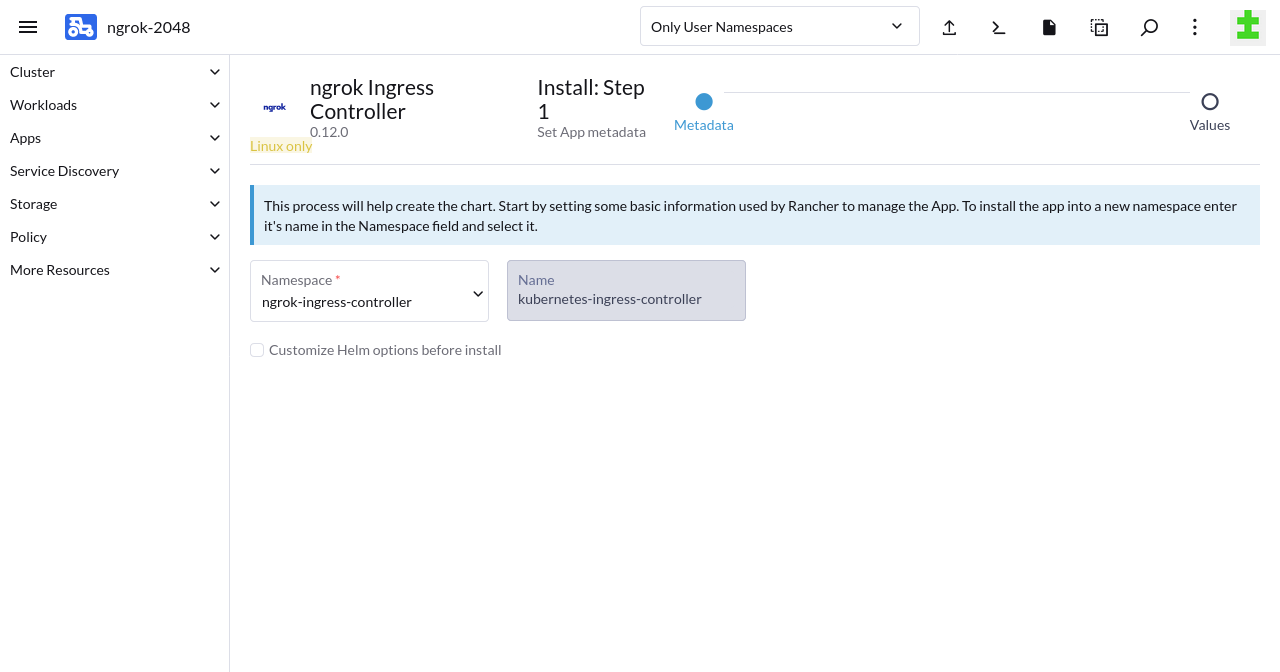 ngrok-2048
Only User Namespaces
Cluster
Workloads
Apps
Service Discovery
Storage
Policy
More Resources
ngrok
ngrok Ingress
Controller
0.12.0
Linux only
Install: Step
1
Set App metadata
Metadata
Values
This process will help create the chart. Start by setting some basic information used by Rancher to manage the App. To install the app into a new namespace enter
it's name in the Namespace field and select it.
Namespace *
ngrok-ingress-controller
Name
kubernetes-ingress-controller
Customize Helm options before install